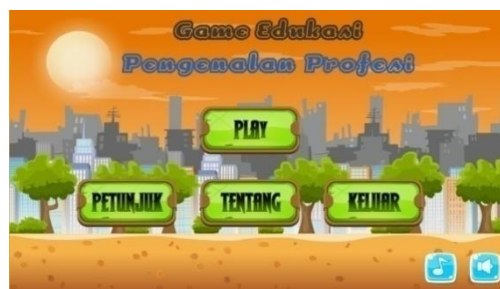 Game Edukasi
Pengenalan Profesi
PLAY
PETUNJUK TENTANG KELUAR